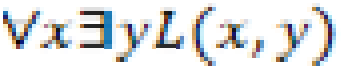 ∀x∃yL(x, y)